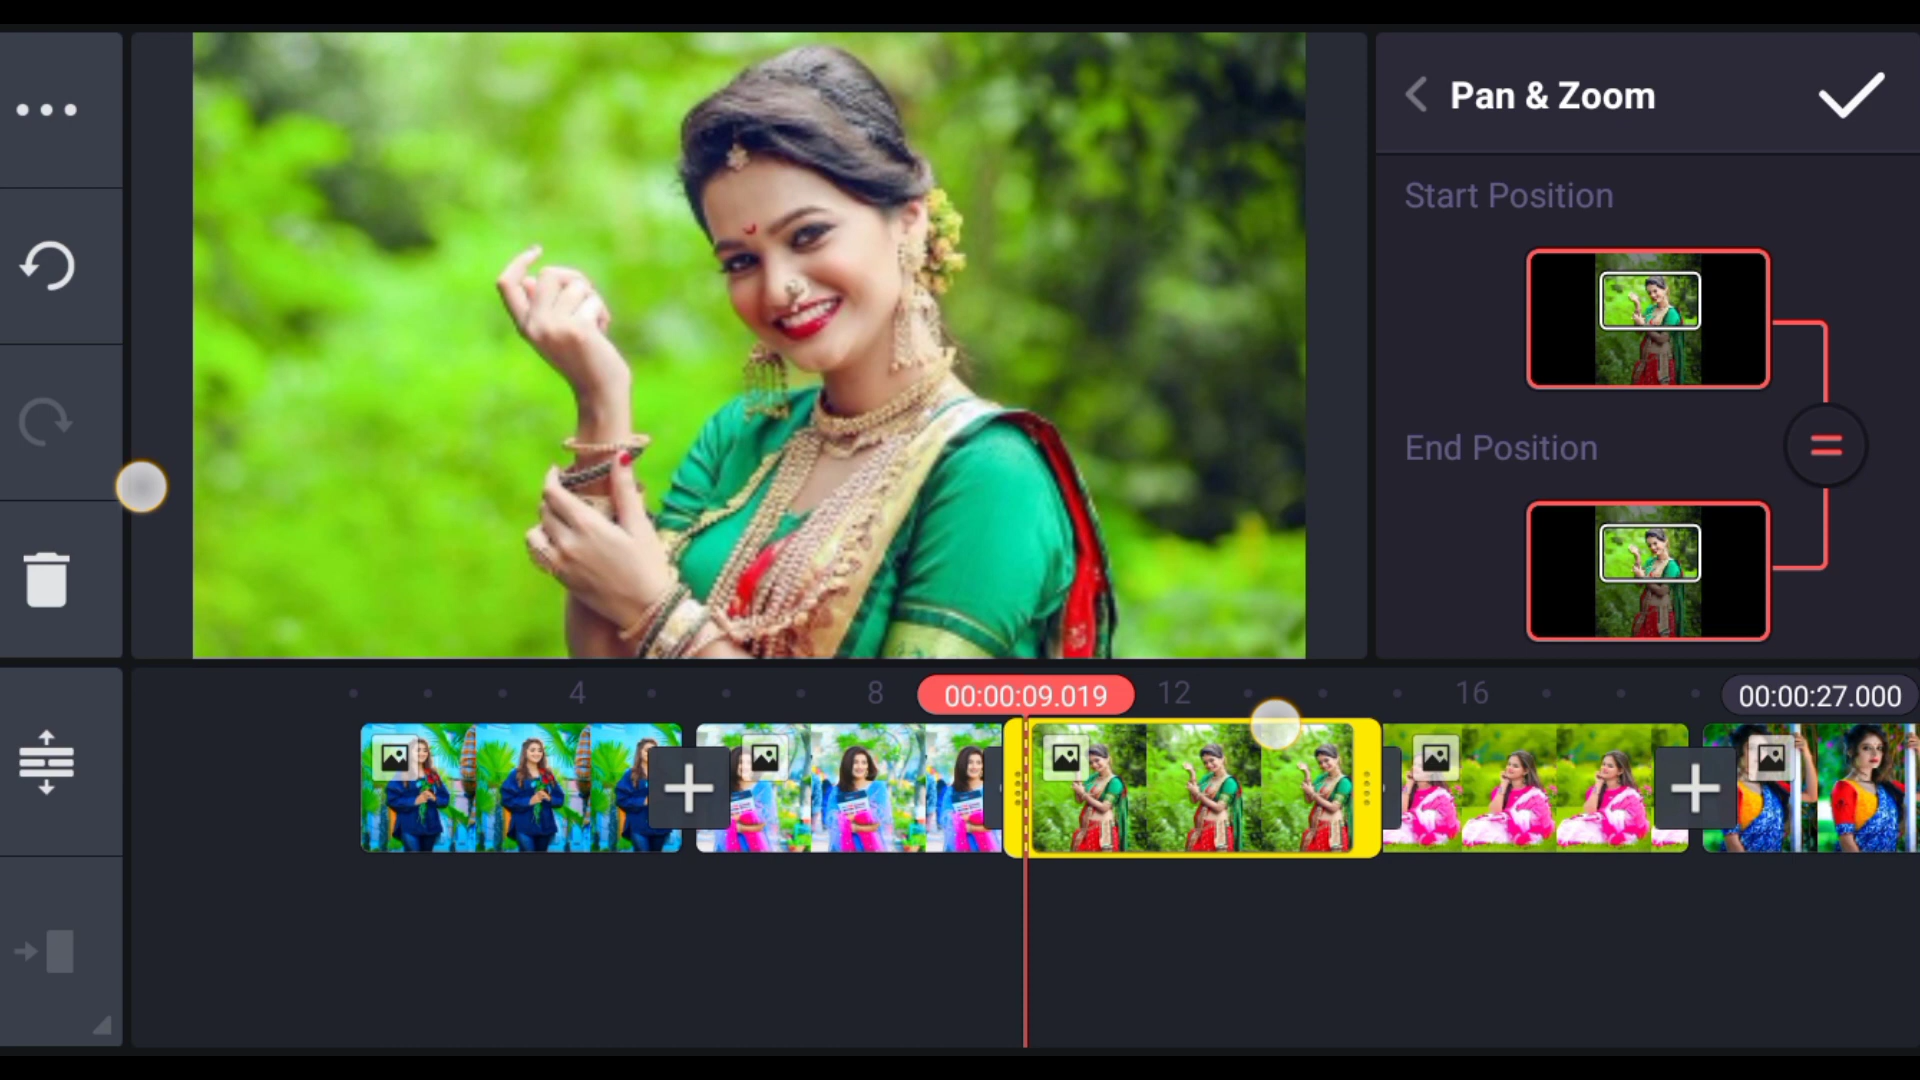 Pan & Zoom
Start Position
End Position
4
8
00:00:09.019
12
16
00:00:27.000